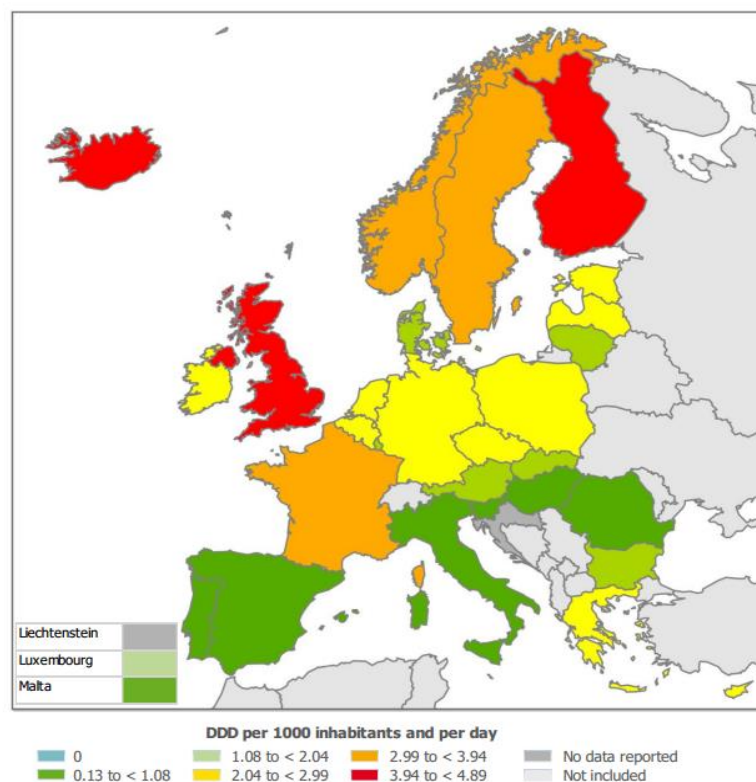 Liechtenstein
Luxembourg
Malta
DDD per 1000 inhabitants and per day
0 1.08 to < 2.04 2.99 to < 3.94 No data reported
0.13 to < 1.08 2.04 to < 2.99 3.94 to < 4.89 Not included